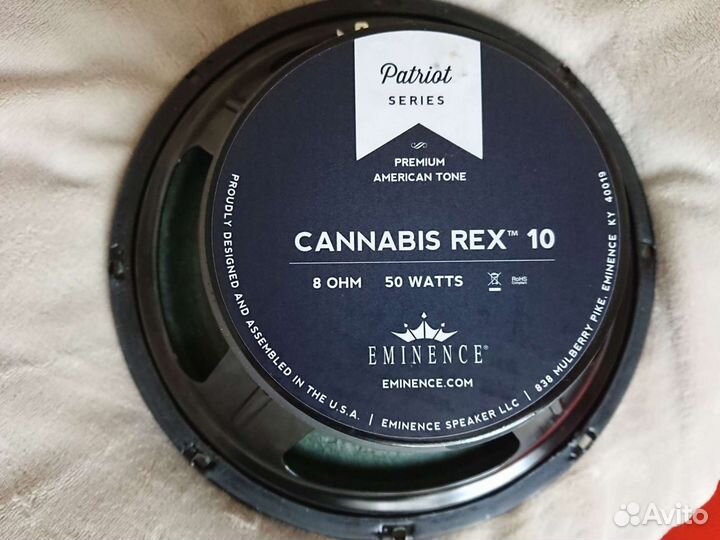 Patriot
SERIES
PREMIUM
AMERICAN TONE
CANNABIS REX™ 10
8 OHM 50 WATTS
RoHS
EMINENCE®
EMINENCE.COM
PROUDLY DESIGNED AND ASSEMBLED IN THE U.S.A. | EMINENCE SPEAKER LLC | 838 MULBERRY PIKE, EMINENCE KY 40019
Avito